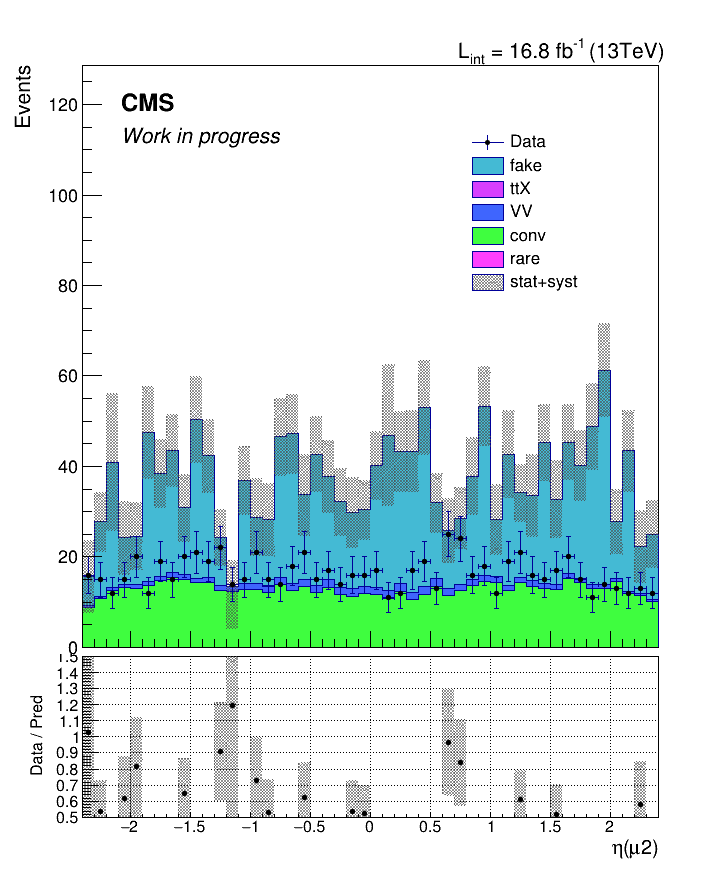 L_int = 16.8 fb^-1 (13TeV)
Events
CMS
Work in progress
120
100
80
60
40
20
0
Data
fake
ttX
VV
conv
rare
stat+syst
Data / Pred
1.5
1.4
1.3
1.2
1.1
1
0.9
0.8
0.7
0.6
0.5
−2 −1.5 −1 −0.5 0 0.5 1 1.5 2
η(μ2)